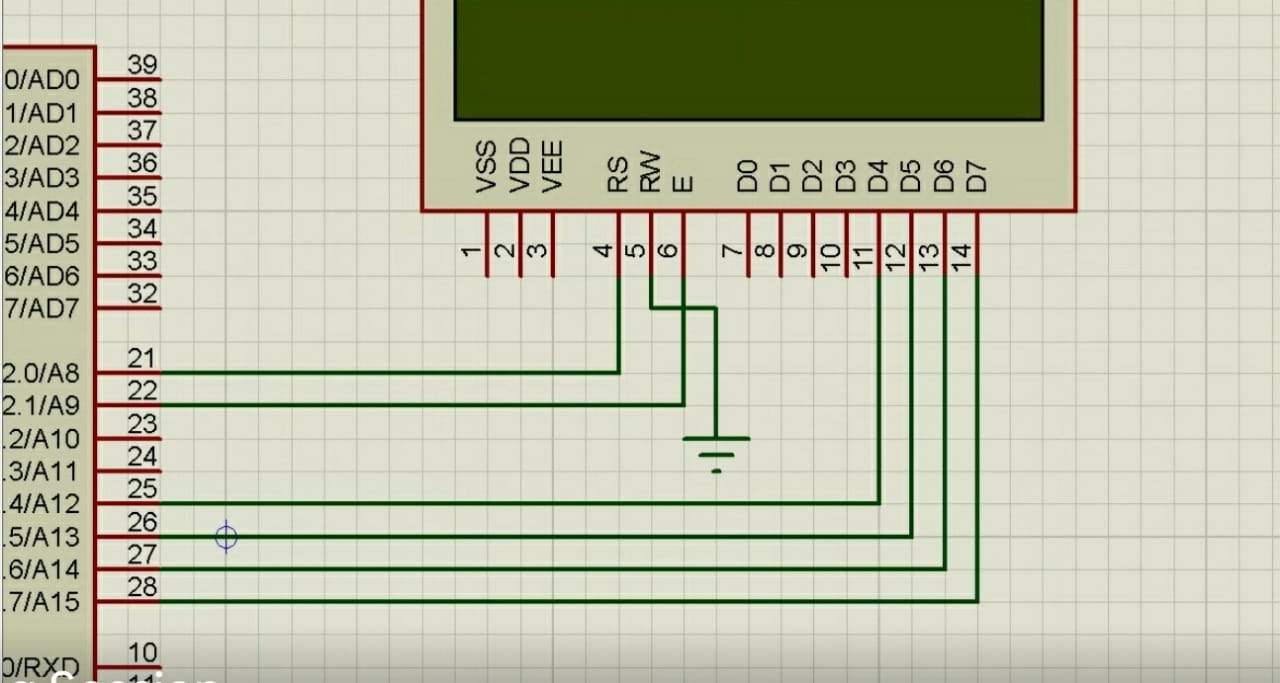 0/AD0 39
1/AD1 38
2/AD2 37
3/AD3 36
4/AD4 35
5/AD5 34
6/AD6 33
7/AD7 32
2.0/A8 21
2.1/A9 22
.2/A10 23
.3/A11 24
.4/A12 25
.5/A13 26
.6/A14 27
.7/A15 28
0/RXD 10
11
VSS VDD VEE RS RW E D0 D1 D2 D3 D4 D5 D6 D7
1 2 3 4 5 6 7 8 9 10 11 12 13 14
g Session